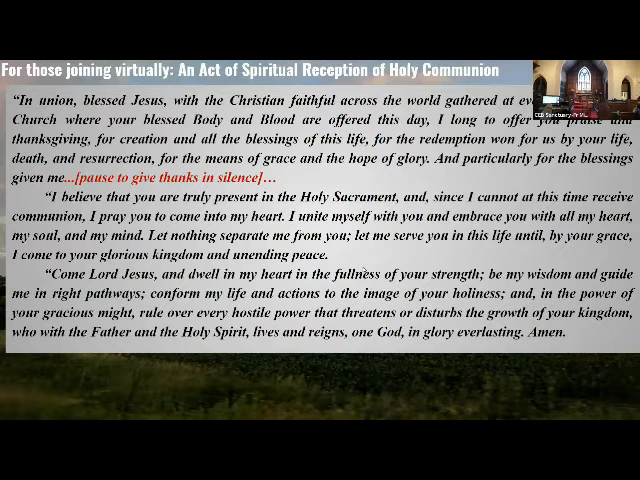 For those joining virtually: An Act of Spiritual Reception of Holy Communion
“In union, blessed Jesus, with the Christian faithful across the world gathered at
Church where your blessed Body and Blood are offered this day, I long to offer you praise and
thanksgiving, for creation and all the blessings of this life, for the redemption won for us by your life,
death, and resurrection, for the means of grace and the hope of glory. And particularly for the blessings
given me...[pause to give thanks in silence]…
“I believe that you are truly present in the Holy Sacrament, and, since I cannot at this time receive
communion, I pray you to come into my heart. I unite myself with you and embrace you with all my heart,
my soul, and my mind. Let nothing separate me from you; let me serve you in this life until, by your grace,
I come to your glorious kingdom and unending peace.
“Come Lord Jesus, and dwell in my heart in the fullness of your strength; be my wisdom and guide
me in right pathways; conform my life and actions to the image of your holiness; and, in the power of
your gracious might, rule over every hostile power that threatens or disturbs the growth of your kingdom,
who with the Father and the Holy Spirit, lives and reigns, one God, in glory everlasting. Amen.